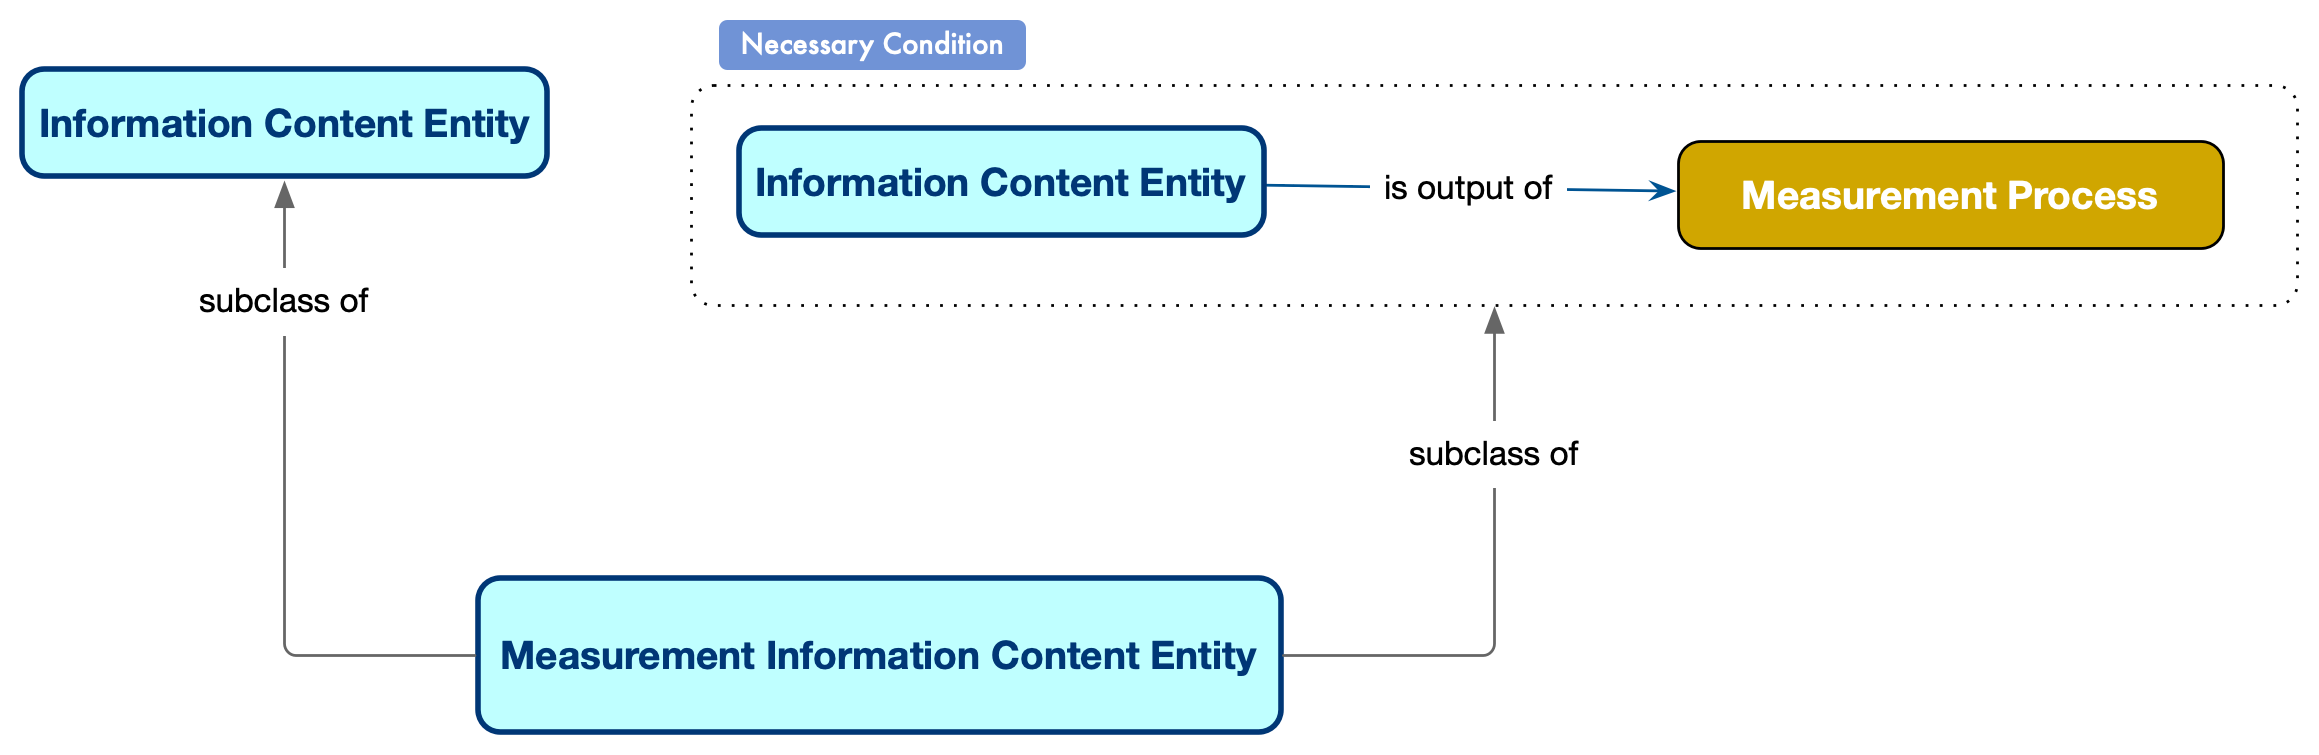 Necessary Condition
Information Content Entity
Information Content Entity
is output of
Measurement Process
subclass of
subclass of
Measurement Information Content Entity